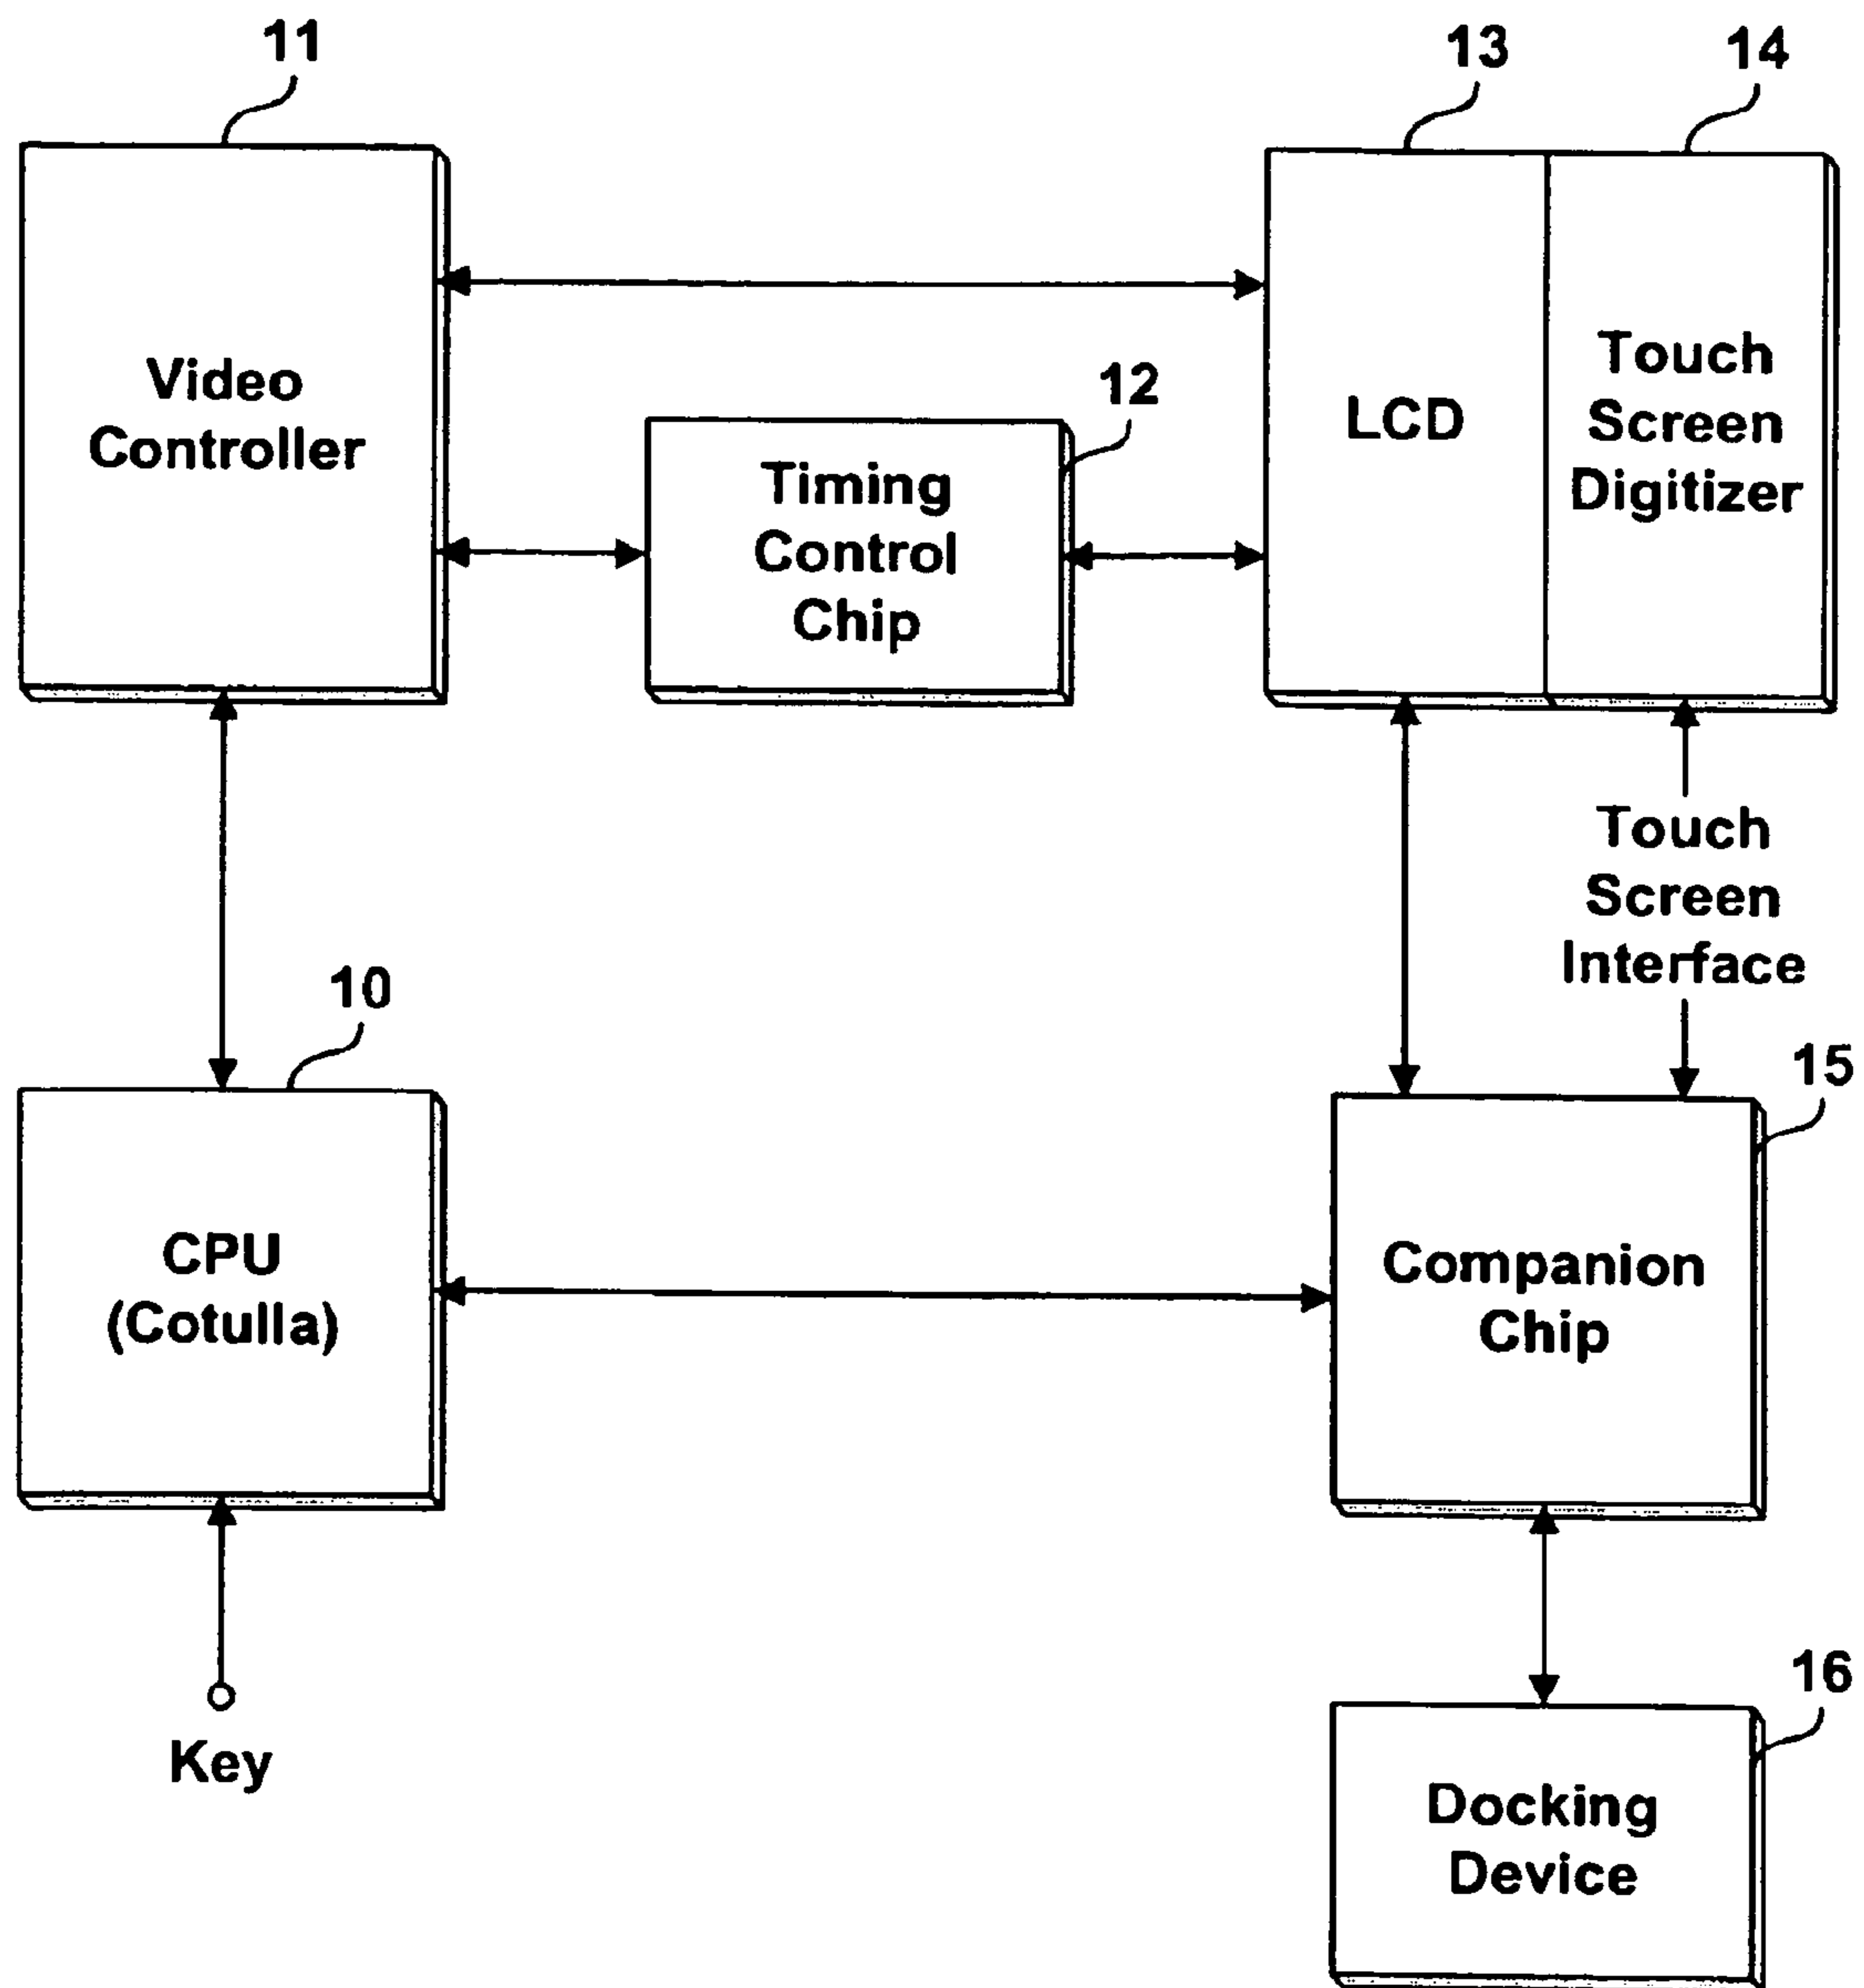 11
13
14
Video
Controller
12
Timing
Control
Chip
LCD
Touch
Screen
Digitizer
Touch
Screen
Interface
10
15
CPU
(Cotulla)
Companion
Chip
Key
16
Docking
Device